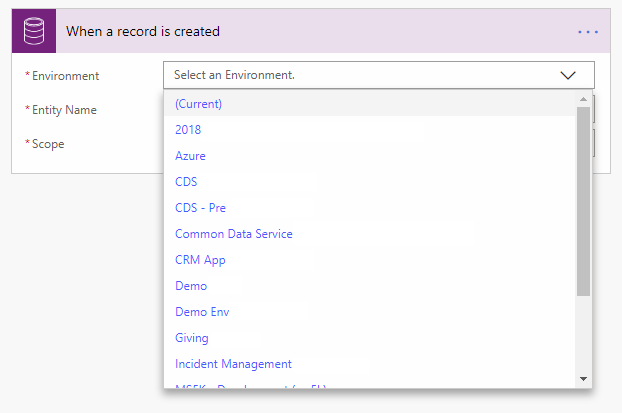 When a record is created
...
* Environment
Select an Environment.
* Entity Name
* Scope
(Current)
2018
Azure
CDS
CDS - Pre
Common Data Service
CRM App
Demo
Demo Env
Giving
Incident Management